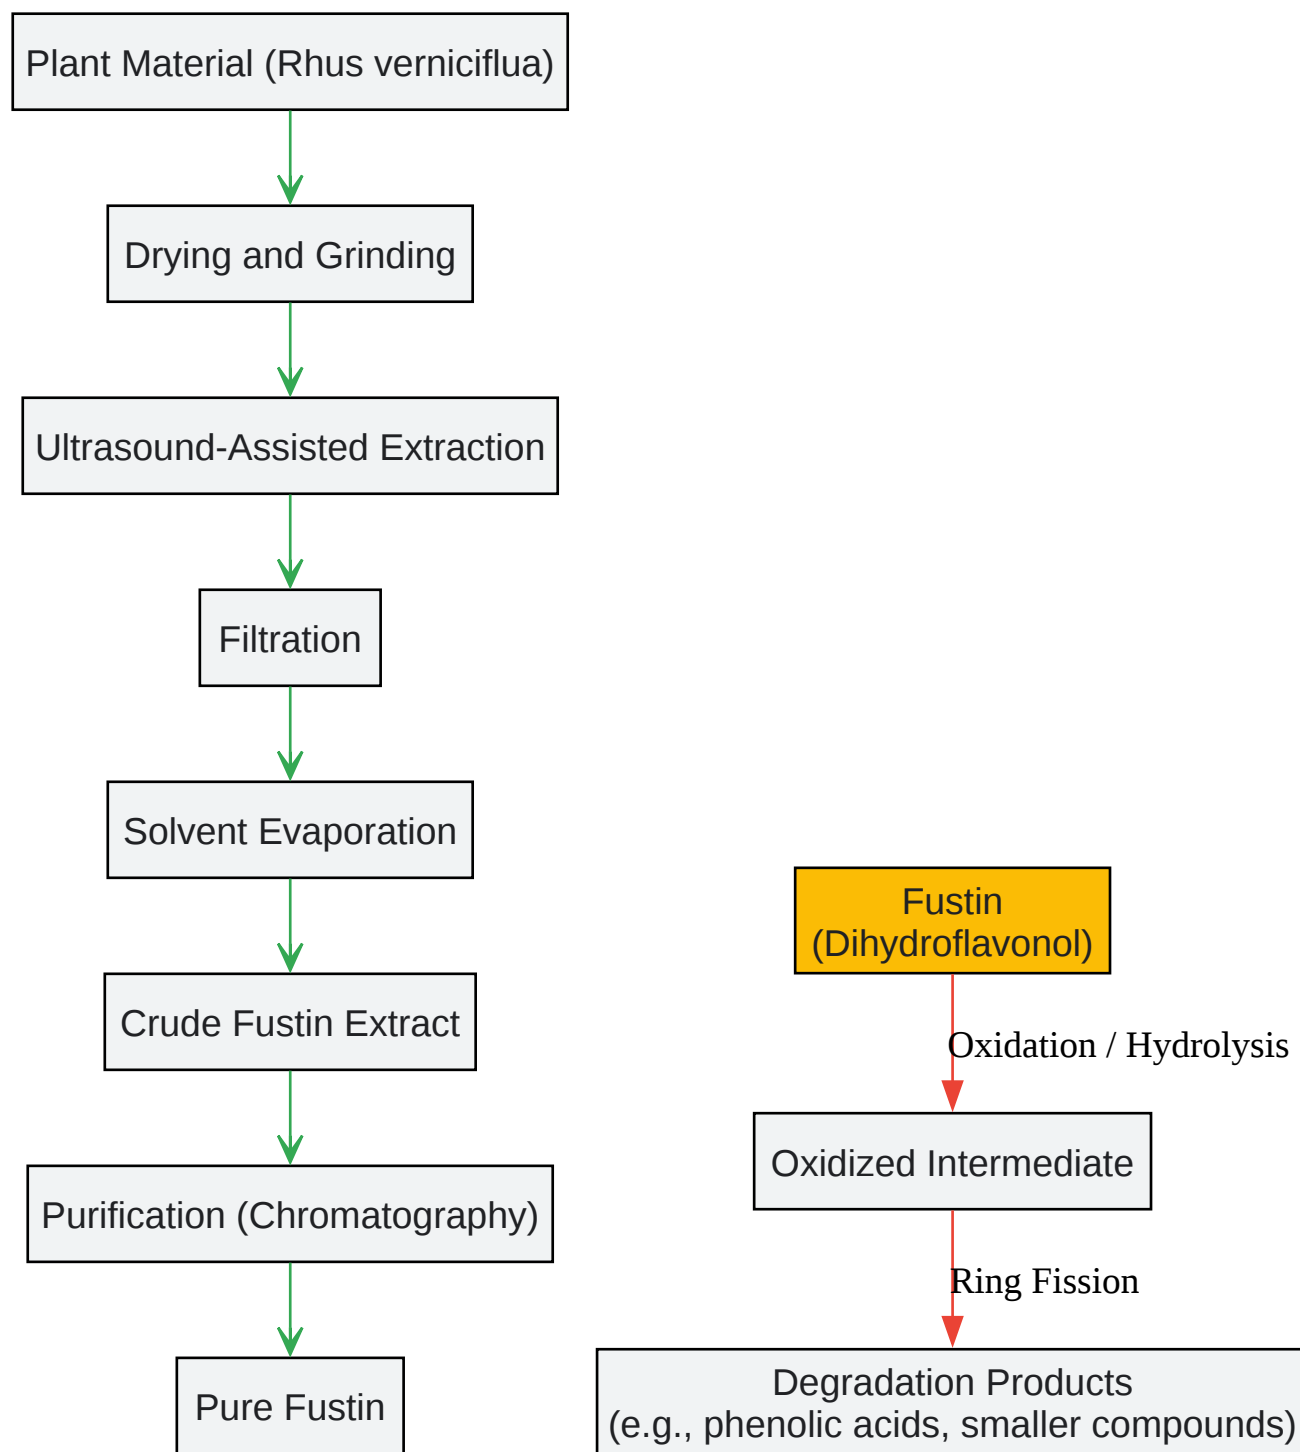 Plant Material (Rhus verniciflua)
Drying and Grinding
Ultrasound-Assisted Extraction
Filtration
Solvent Evaporation
Crude Fustin Extract
Purification (Chromatography)
Pure Fustin
Fustin
(Dihydroflavonol)
Oxidation / Hydrolysis
Oxidized Intermediate
Ring Fission
Degradation Products
(e.g., phenolic acids, smaller compounds)